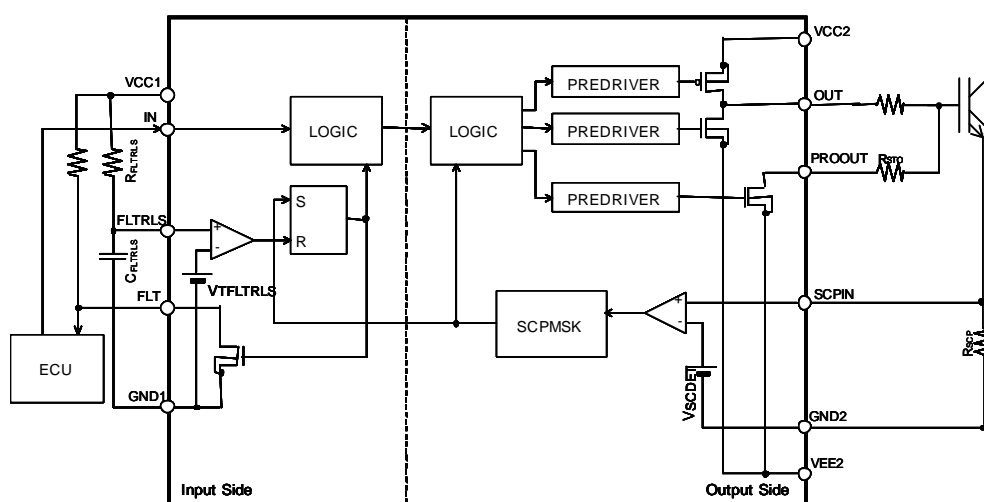 VCC1
IN
FLTRLS
FLT
GND1
ECU
RFLTRLS
CFLTRLS
VTFLTRLS
LOGIC
S
R
LOGIC
PREDRIVER
PREDRIVER
PREDRIVER
SCPMSK
VSCDET
VCC2
OUT
PROOUT
RSTO
SCPIN
RSCP
GND2
VEE2
+
-
+
-
Input Side
Output Side